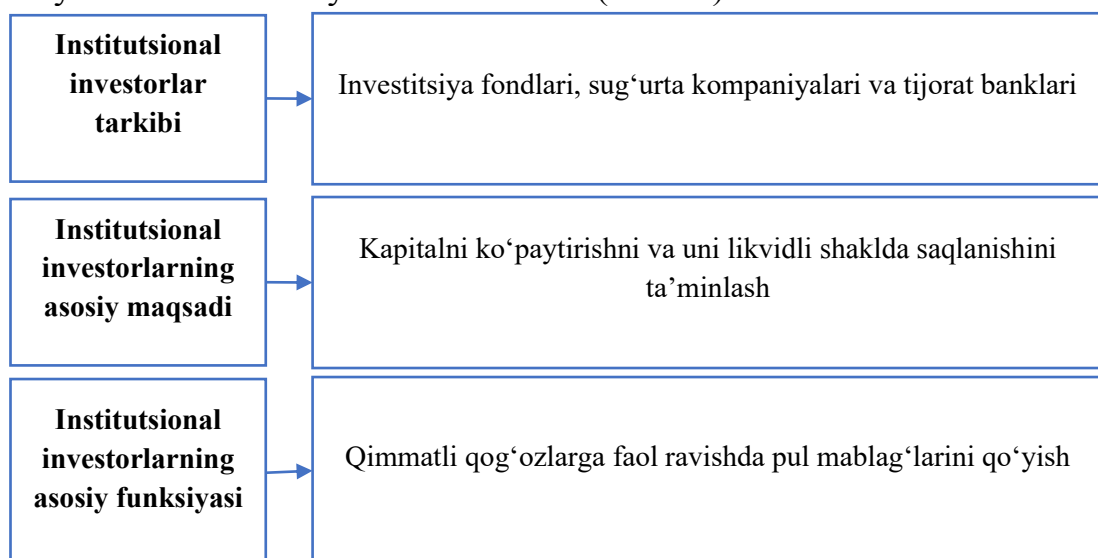 Institutsional
investorlar
tarkibi
Investitsiya fondlari, sug‘urta kompaniyalari va tijorat banklari
Institutsional
investorlarning
asosiy maqsadi
Kapitalni ko‘paytirishni va uni likvidli shaklda saqlanishini
ta’minlash
Institutsional
investorlarning
asosiy funksiyasi
Qimmatli qog‘ozlarga faol ravishda pul mablag‘larini qo‘yish